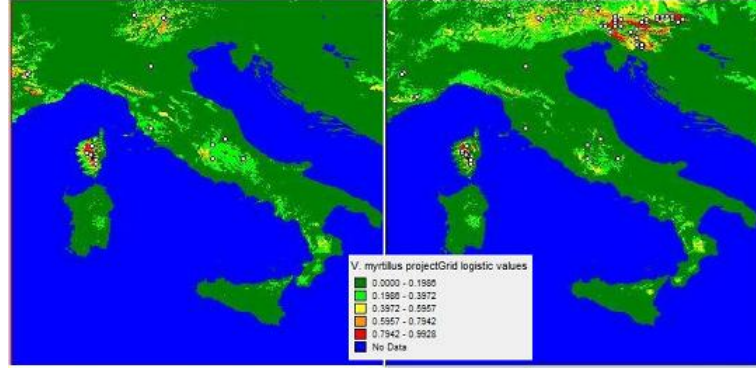 V. myrtillus projectGrid logistic values
0.0000 - 0.1986
0.1986 - 0.3972
0.3972 - 0.5957
0.5957 - 0.7942
0.7942 - 0.9928
No Data